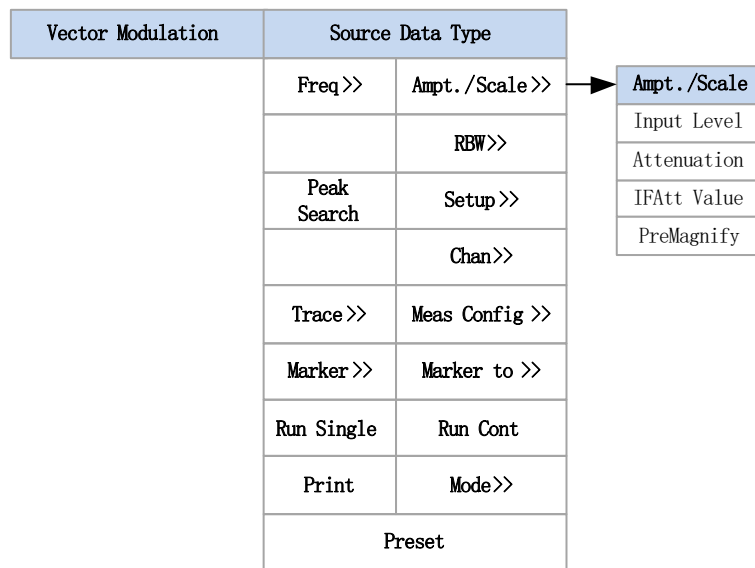 Vector Modulation
Source Data Type
Freq>>
Ampt./Scale>>
Ampt./Scale
Input Level
RBW>>
Attenuation
Peak
Search
Setup>>
IFAtt Value
PreMagnify
Chan>>
Trace>>
Meas Config >>
Marker>>
Marker to >>
Run Single
Run Cont
Print
Mode>>
Preset